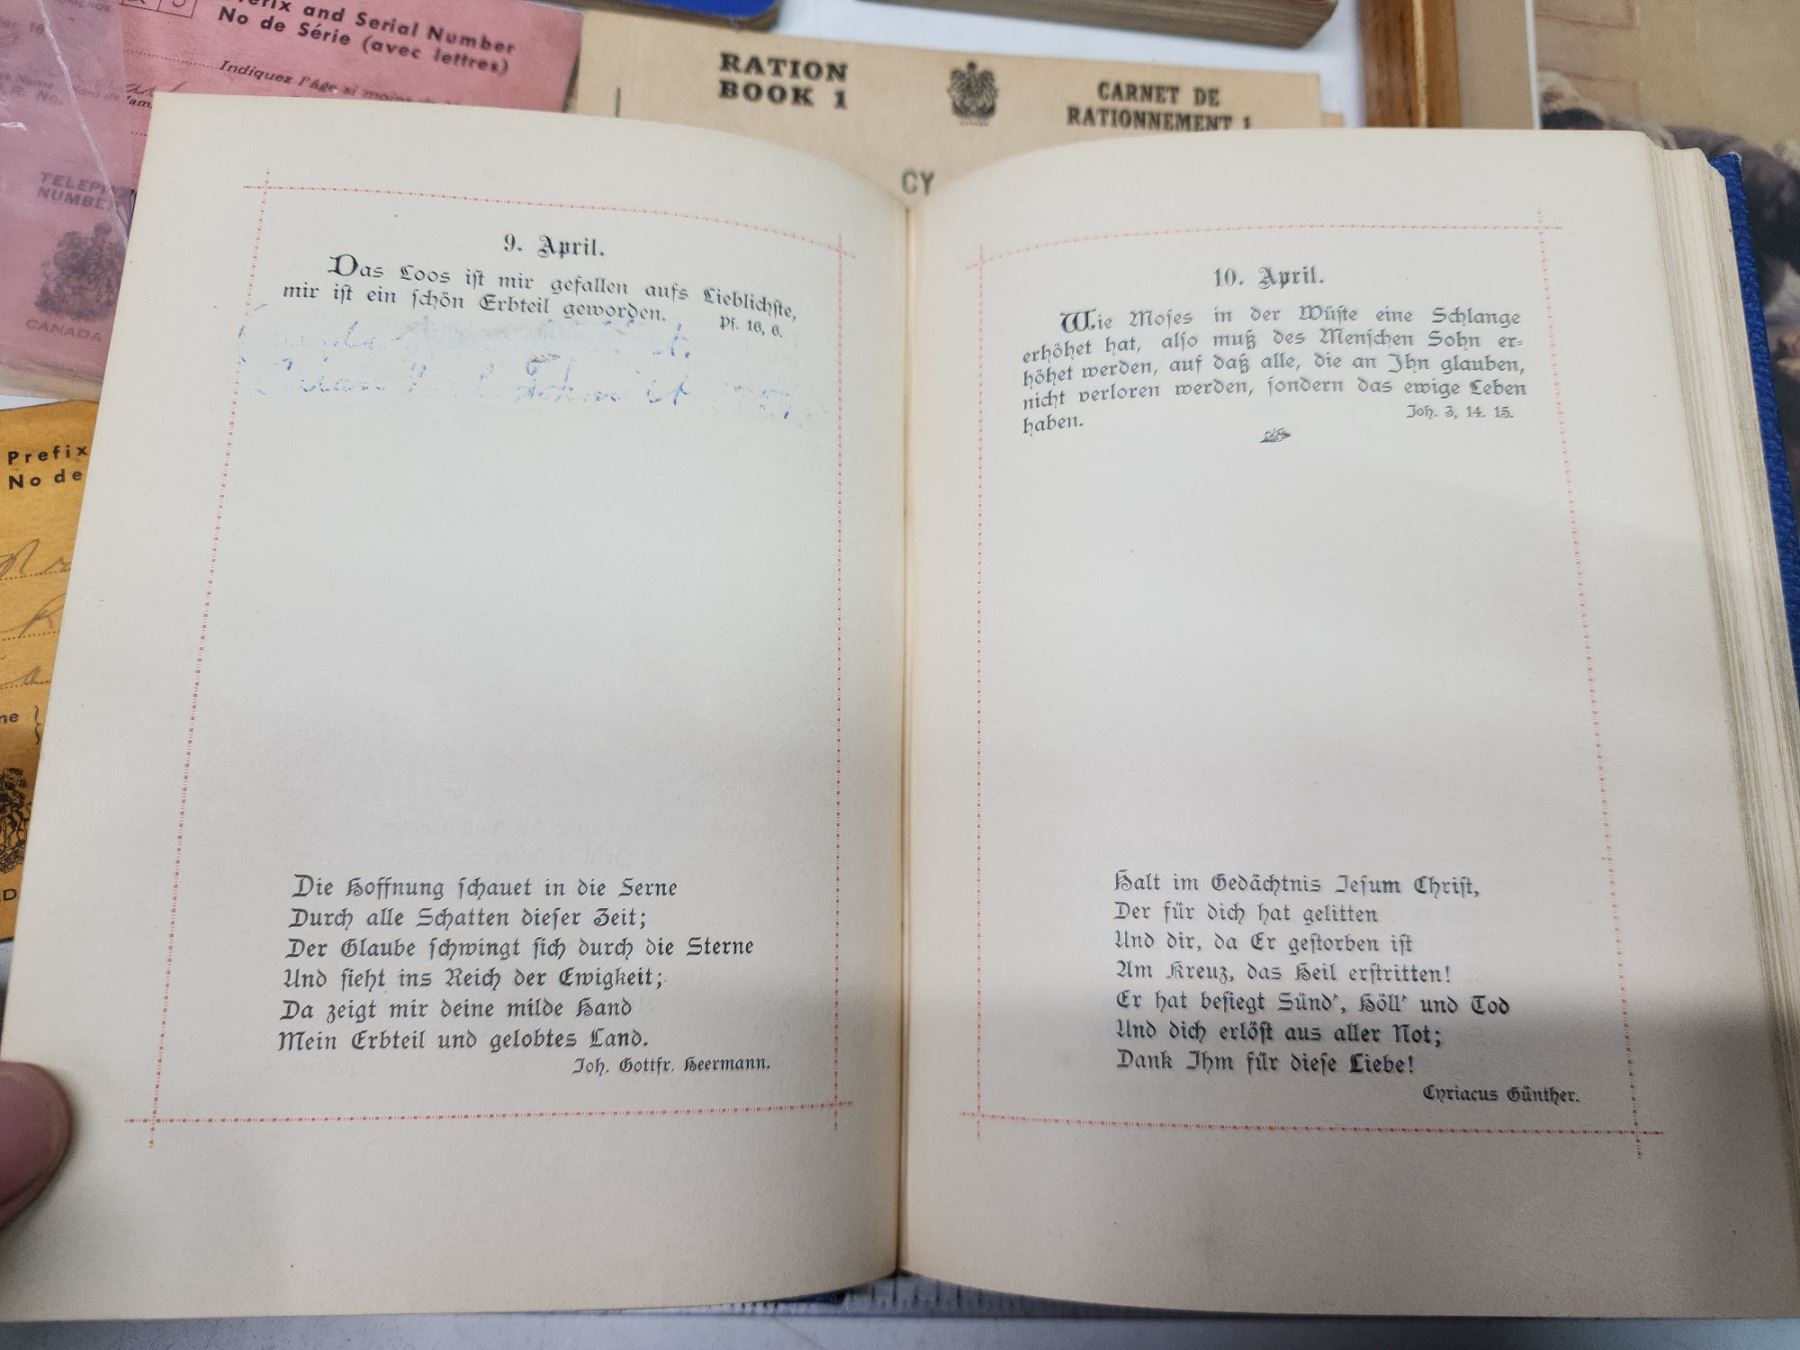 Prefix and Serial Number
No de Série (avec lettres)
Indiquez l'âge si moins de
TELEPH
NUMBER
CANADA
RATION
BOOK 1
CARNET DE
RATIONNEMENT 1
CY
Prefix
No de
9. April.
Das Loos ist mir gefallen aufs Lieblichste,
mir ist ein schön Erbteil geworden.
Ps. 16, 6.
Schmidt
Die Hoffnung schauet in die Ferne
Durch alle Schatten dieser Zeit;
Der Glaube schwingt sich durch die Sterne
Und sieht ins Reich der Ewigkeit;
Da zeigt mir deine milde Hand
Mein Erbteil und gelobtes Land.
Joh. Gottfr. Heermann.
10. April.
Wie Moses in der Wüste eine Schlange
erhöhet hat, also muß des Menschen Sohn er-
höhet werden, auf daß alle, die an Ihn glauben,
nicht verloren werden, sondern das ewige Leben
haben.
Joh. 3, 14. 15.
Halt im Gedächtnis Jesum Christ,
Der für dich hat gelitten
Und dir, da Er gestorben ist
Am Kreuz, das Heil erstritten!
Er hat besiegt Sünd', Höll' und Tod
Und dich erlöst aus aller Not;
Dank Ihm für diese Liebe!
Cyriacus Günther.